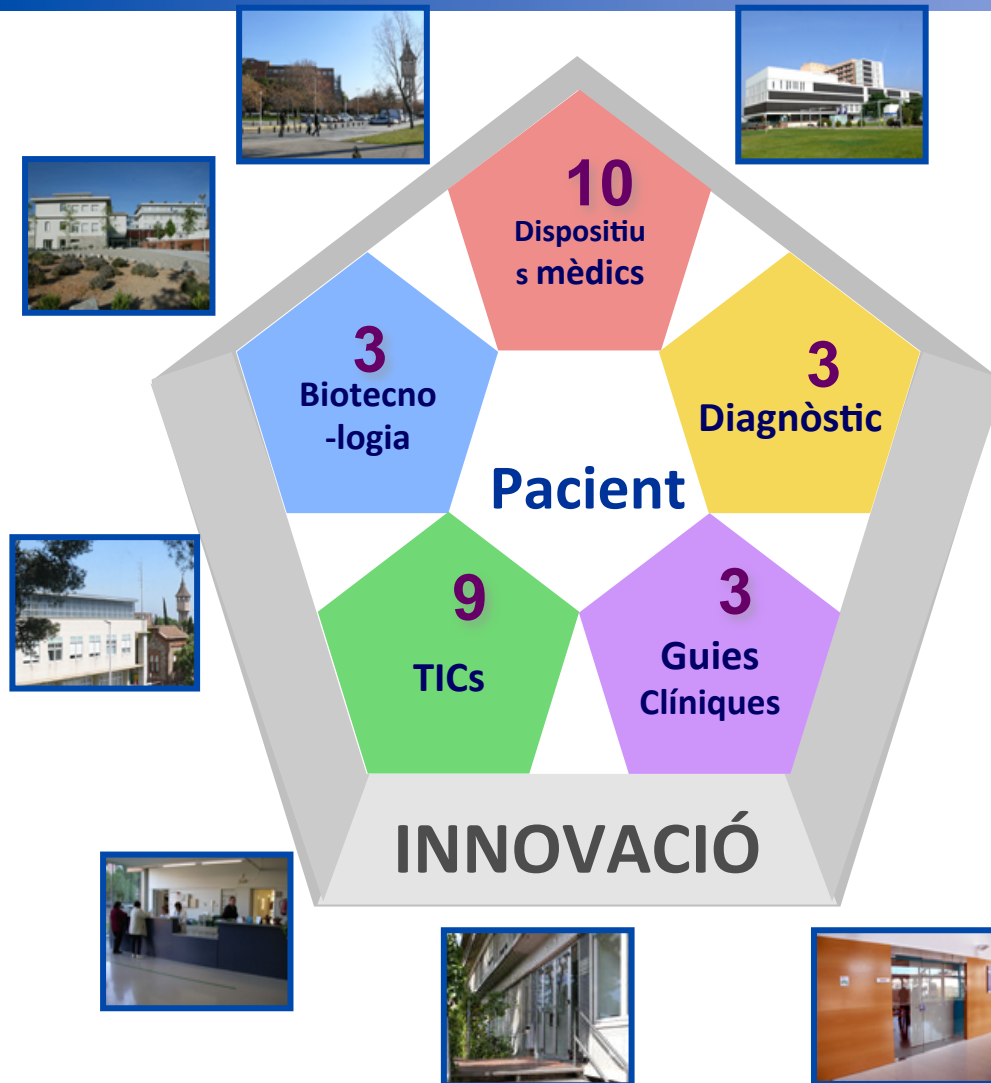 10
Dispositiu
s mèdics
3
Biotecno
-logia
3
Diagnòstic
Pacient
9
TICs
3
Guies
Clíniques
INNOVACIÓ